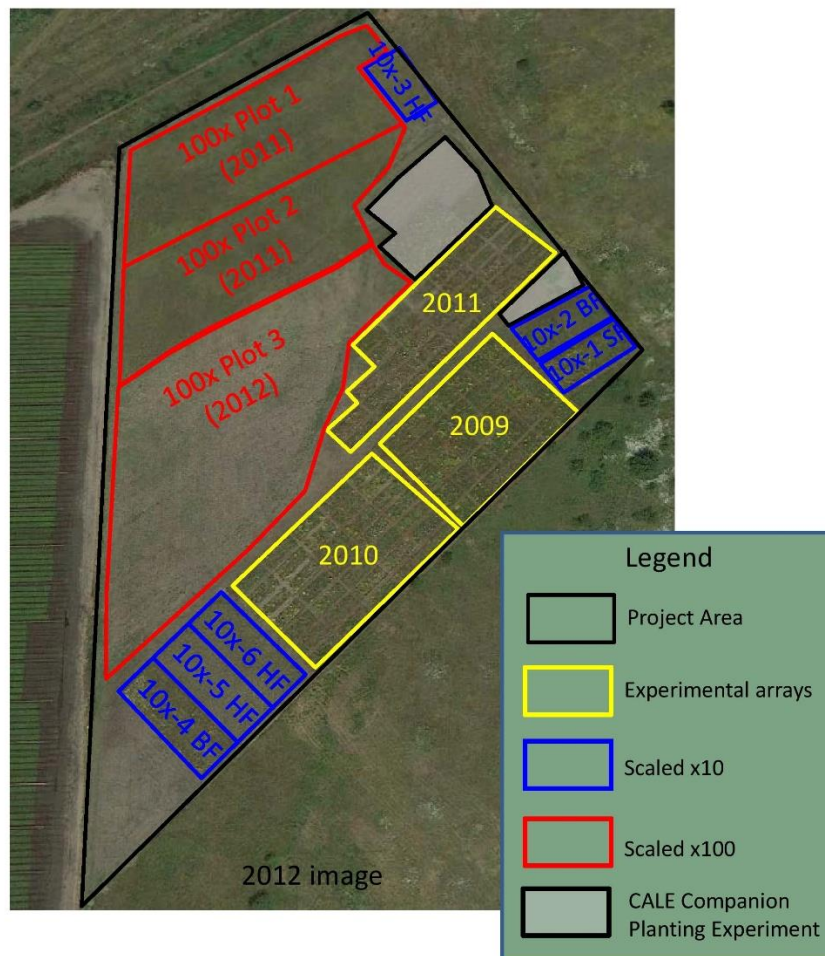 10x-3 HF
100x Plot 1
(2011)
100x Plot 2
(2011)
100x Plot 3
(2012)
2011
10x-2 BF
10x-1 SF
2009
2010
10x-6 HF
10x-5 HF
10x-4 BF
2012 image
Legend
Project Area
Experimental arrays
Scaled x10
Scaled x100
CALE Companion
Planting Experiment